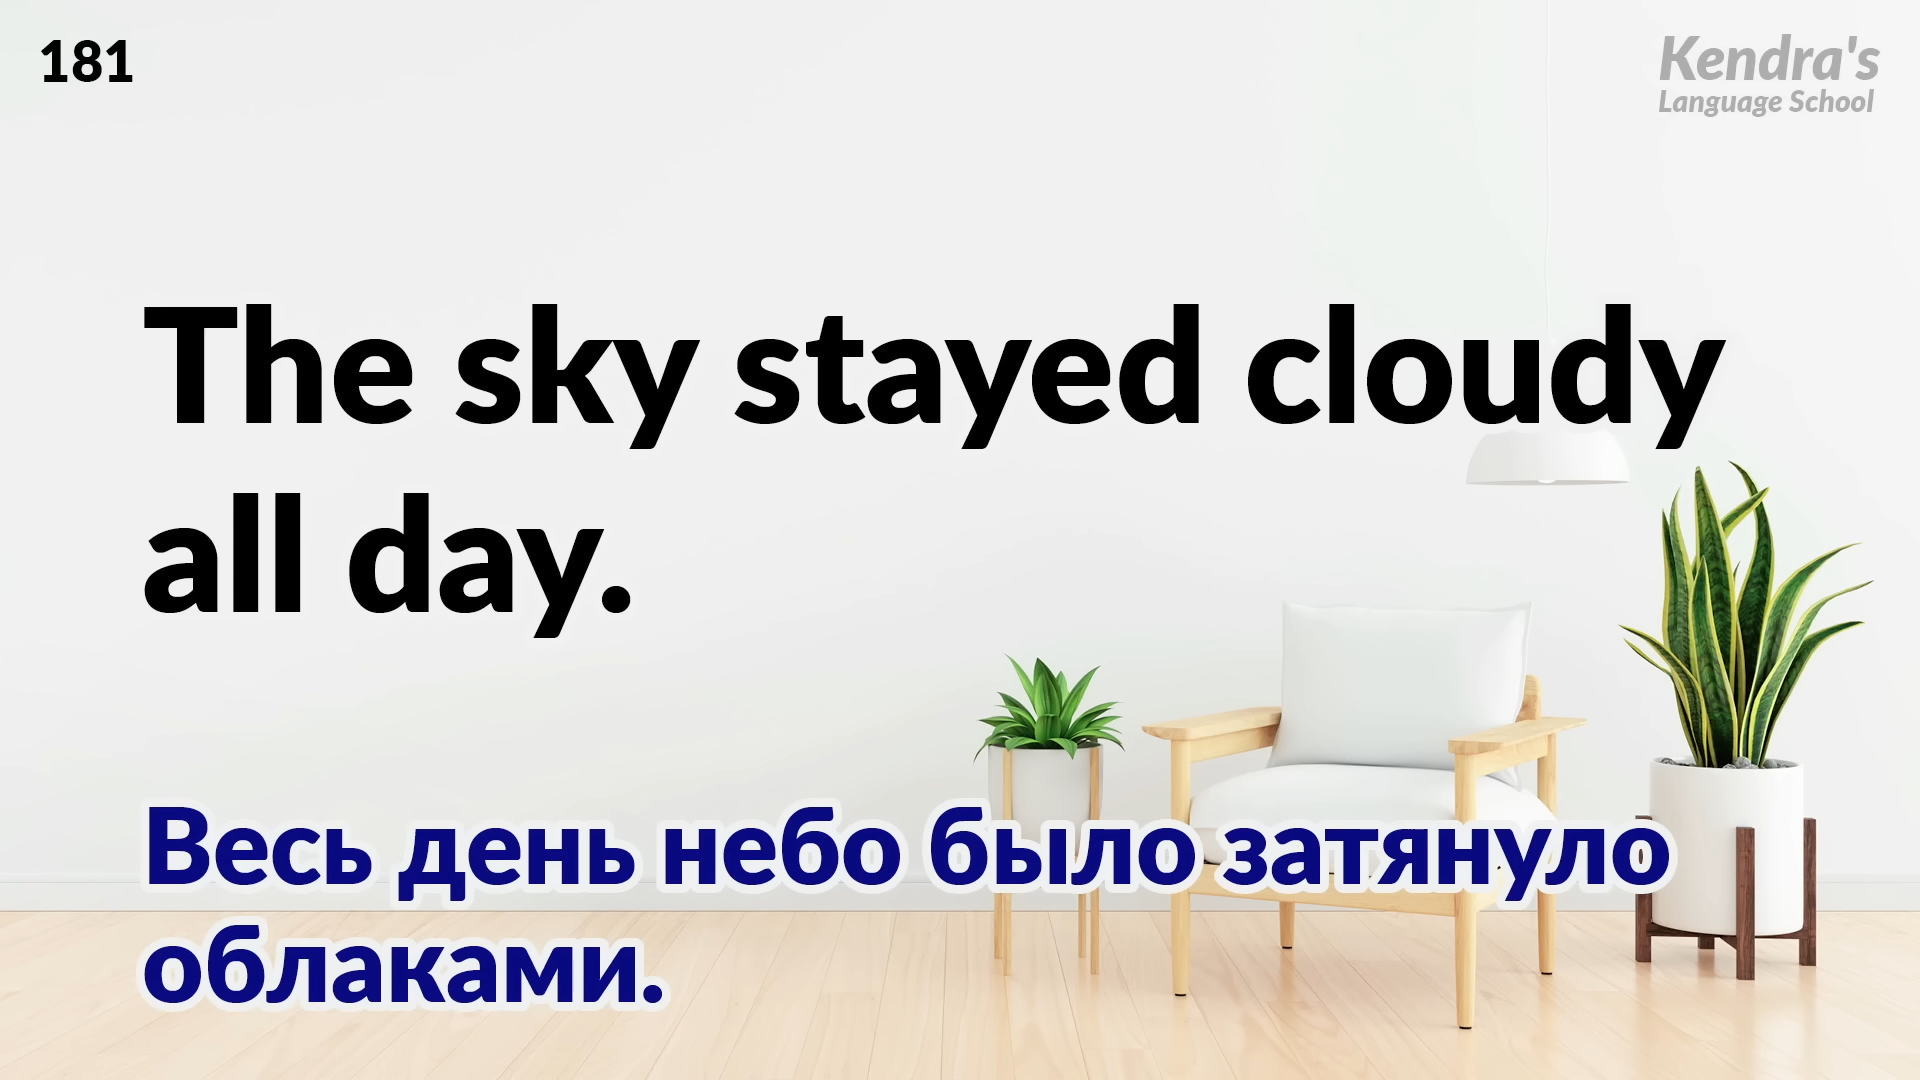 181
Kendra's
Language School
The sky stayed cloudy
all day.
Весь день небо было затянуло
облаками.